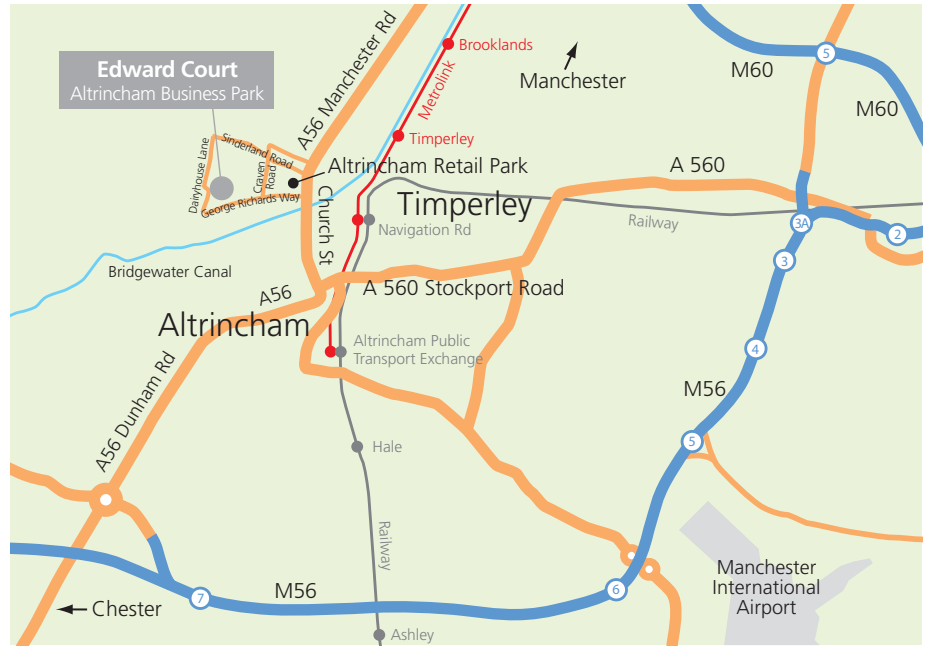 Edward Court
Altrincham Business Park
A56 Manchester Rd
Brooklands
Metrolink
Manchester
5
M60
M60
Timperley
Sinderland Road
Dairyhouse Lane
Craven
Road
George Richards Way
Altrincham Retail Park
A 560
Church St
Timperley
Navigation Rd
Railway
3A
2
3
Bridgewater Canal
A56
A 560 Stockport Road
Altrincham
Altrincham Public
Transport Exchange
4
M56
A56 Dunham Rd
Hale
5
Railway
Manchester
International
Airport
M56
6
7
Chester
Ashley